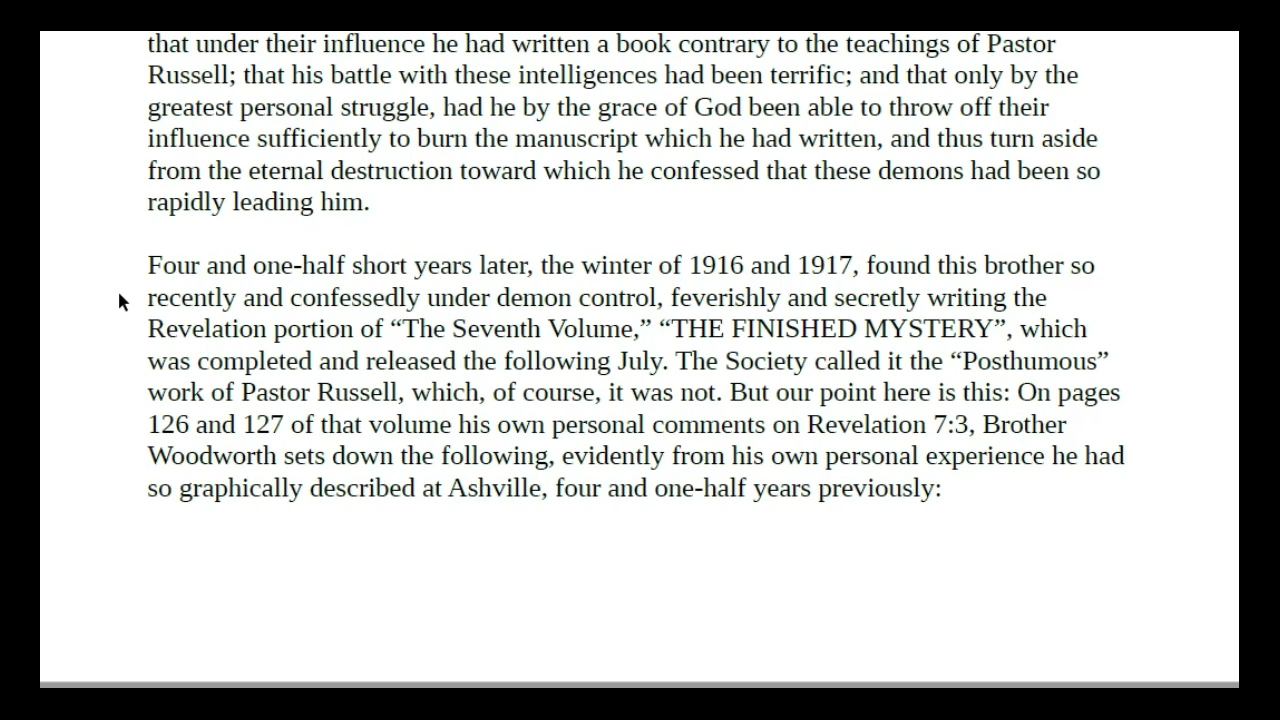 that under their influence he had written a book contrary to the teachings of Pastor
Russell; that his battle with these intelligences had been terrific; and that only by the
greatest personal struggle, had he by the grace of God been able to throw off their
influence sufficiently to burn the manuscript which he had written, and thus turn aside
from the eternal destruction toward which he confessed that these demons had been so
rapidly leading him.
Four and one-half short years later, the winter of 1916 and 1917, found this brother so
recently and confessedly under demon control, feverishly and secretly writing the
Revelation portion of “The Seventh Volume,” “THE FINISHED MYSTERY”, which
was completed and released the following July. The Society called it the “Posthumous”
work of Pastor Russell, which, of course, it was not. But our point here is this: On pages
126 and 127 of that volume his own personal comments on Revelation 7:3, Brother
Woodworth sets down the following, evidently from his own personal experience he had
so graphically described at Ashville, four and one-half years previously: